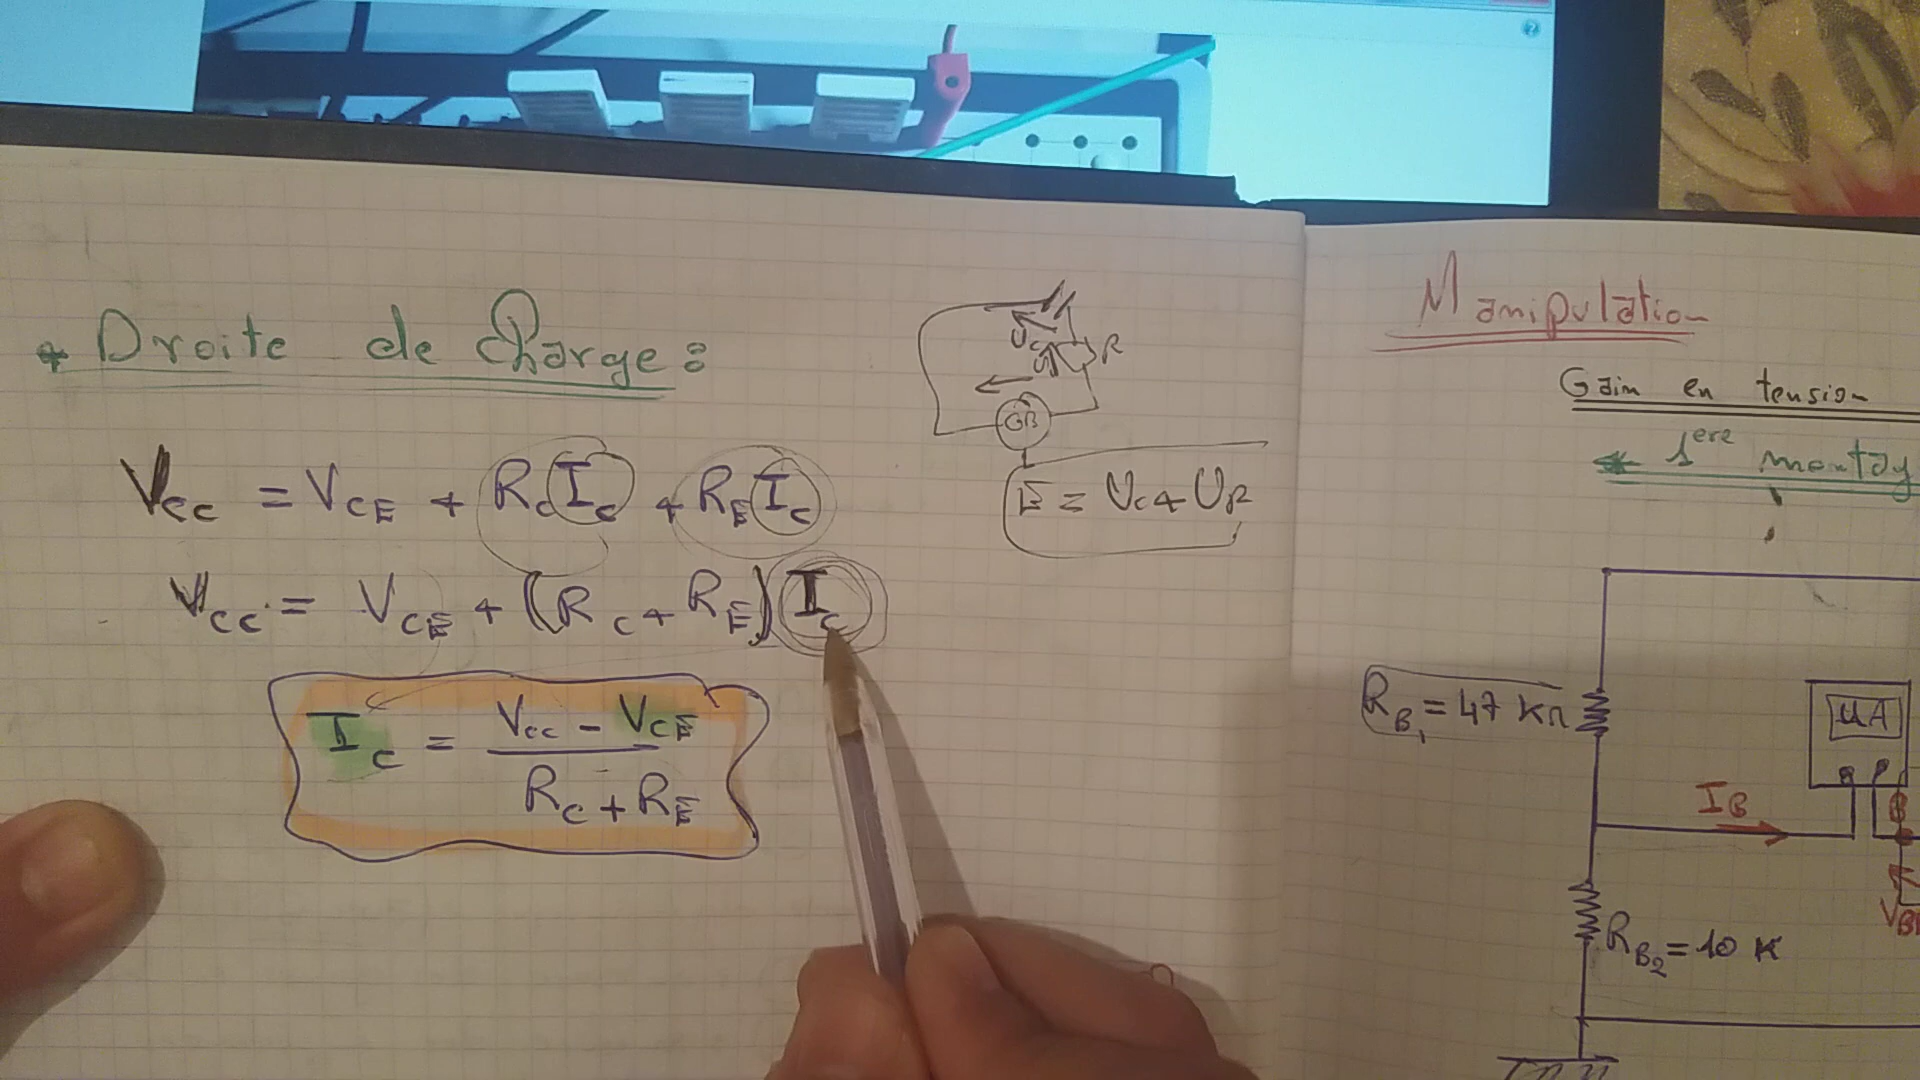 * Droite de charge :
Vcc = VCE + RcIc + REIc
Vcc = VCE + (Rc + RE) Ic
Ic = Vcc - VCE
Rc + RE
Uc
R
GB
E = Uc + UR
Manipulation
Gain en tension
1ere montag
RB1 = 47 KΩ
µA
IB
B
RB2 = 10 K